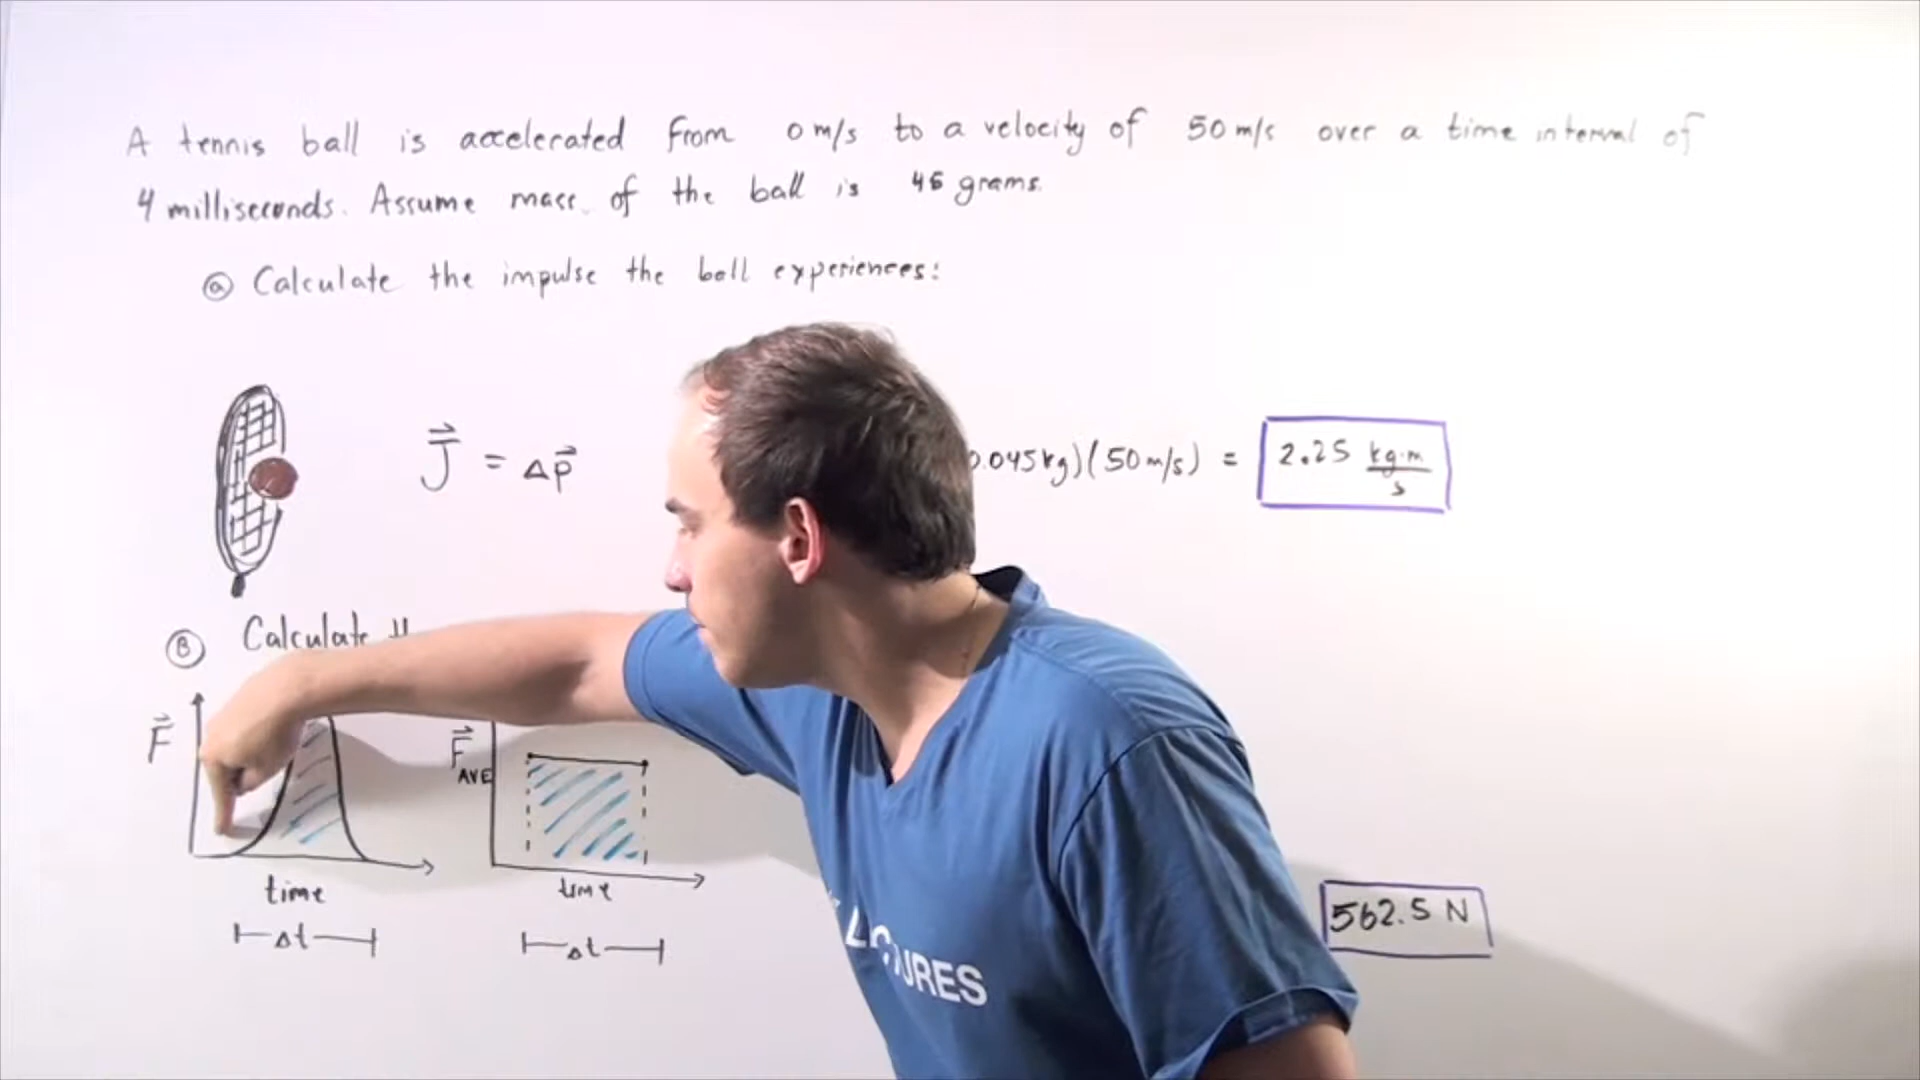 A tennis ball is accelerated from 0 m/s to a velocity of 50 m/s over a time interval of
4 milliseconds. Assume mass of the ball is 45 grams.
ⓐ Calculate the impulse the ball experiences:
J⃗ = Δp⃗ 0.045kg)(50 m/s) = 2.25 kg·m/s
Ⓑ Calculate
F⃗
F⃗ AVE
time
time
Δt
Δt
562.5 N
URES